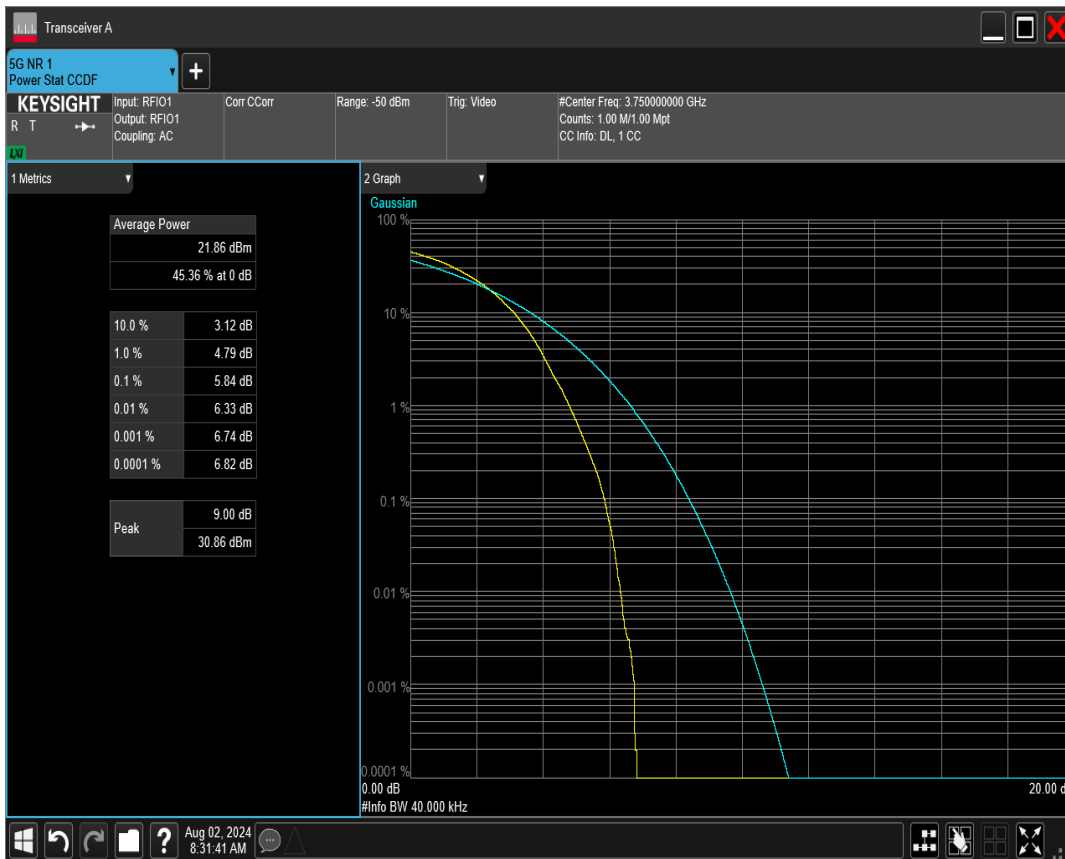 Transceiver A
5G NR 1
Power Stat CCDF
KEYSIGHT
R T
LXI
Input: RFIO1
Output: RFIO1
Coupling: AC
Corr CCorr
Range: -50 dBm
Trig: Video
#Center Freq: 3.750000000 GHz
Counts: 1.00 M/1.00 Mpt
CC Info: DL, 1 CC
1 Metrics
Average Power
21.86 dBm
45.36 % at 0 dB
10.0 % 3.12 dB
1.0 % 4.79 dB
0.1 % 5.84 dB
0.01 % 6.33 dB
0.001 % 6.74 dB
0.0001 % 6.82 dB
Peak
9.00 dB
30.86 dBm
2 Graph
Gaussian
100 %
10 %
1 %
0.1 %
0.01 %
0.001 %
0.0001 %
0.00 dB 20.00 d
#Info BW 40.000 kHz
?
Aug 02, 2024
8:31:41 AM